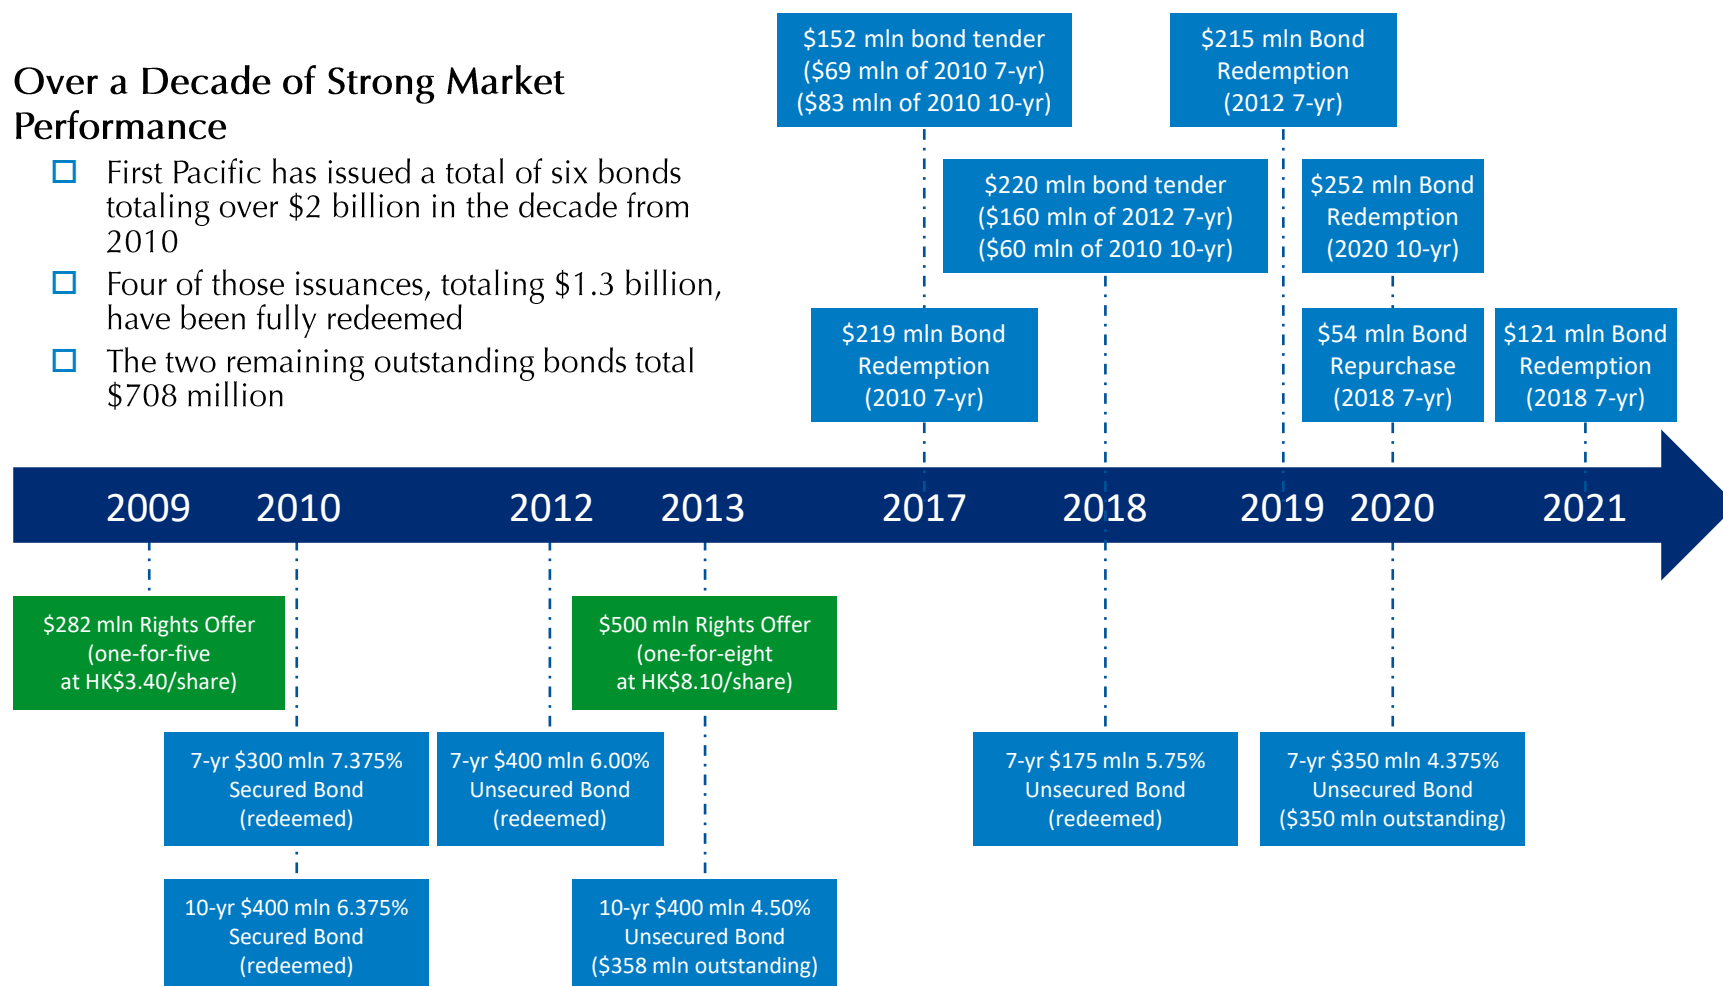 Over a Decade of Strong Market
Performance
First Pacific has issued a total of six bonds
totaling over $2 billion in the decade from
2010
Four of those issuances, totaling $1.3 billion,
have been fully redeemed
The two remaining outstanding bonds total
$708 million
$152 mln bond tender
($69 mln of 2010 7-yr)
($83 mln of 2010 10-yr)
$215 mln Bond
Redemption
(2012 7-yr)
$220 mln bond tender
($160 mln of 2012 7-yr)
($60 mln of 2010 10-yr)
$252 mln Bond
Redemption
(2020 10-yr)
$219 mln Bond
Redemption
(2010 7-yr)
$54 mln Bond
Repurchase
(2018 7-yr)
$121 mln Bond
Redemption
(2018 7-yr)
2009 2010 2012 2013 2017 2018 2019 2020 2021
$282 mln Rights Offer
(one-for-five
at HK$3.40/share)
$500 mln Rights Offer
(one-for-eight
at HK$8.10/share)
7-yr $300 mln 7.375%
Secured Bond
(redeemed)
7-yr $400 mln 6.00%
Unsecured Bond
(redeemed)
7-yr $175 mln 5.75%
Unsecured Bond
(redeemed)
7-yr $350 mln 4.375%
Unsecured Bond
($350 mln outstanding)
10-yr $400 mln 6.375%
Secured Bond
(redeemed)
10-yr $400 mln 4.50%
Unsecured Bond
($358 mln outstanding)